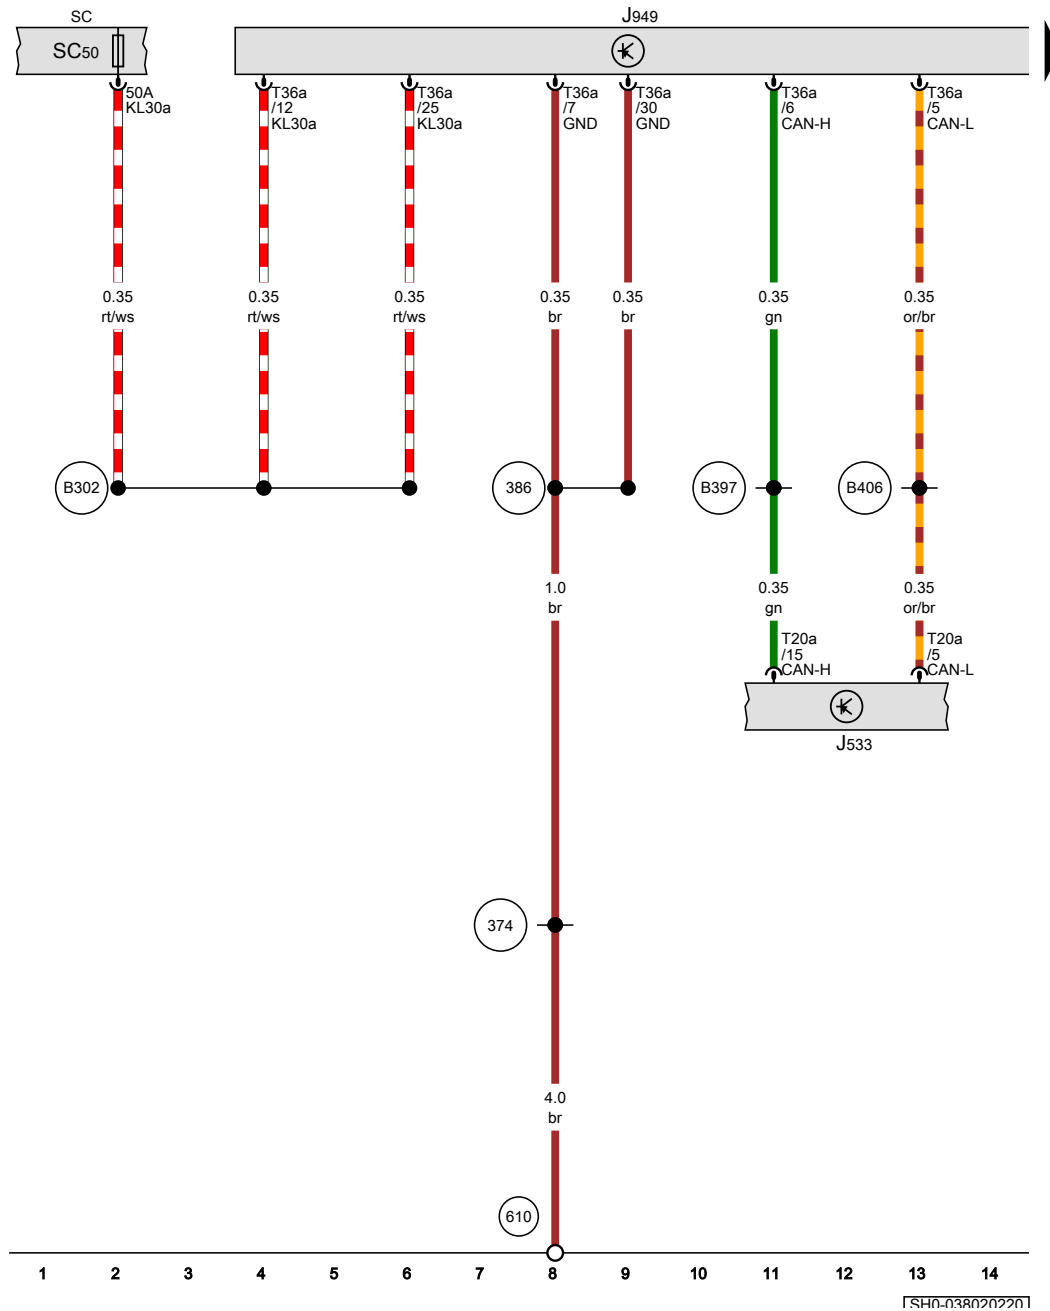 SC
J949
SC50
50A
KL30a
T36a
/12
KL30a
T36a
/25
KL30a
T36a
/7
GND
T36a
/30
GND
T36a
/6
CAN-H
T36a
/5
CAN-L
0.35
rt/ws
0.35
rt/ws
0.35
rt/ws
0.35
br
0.35
br
0.35
gn
0.35
or/br
B302
386
B397
B406
1.0
br
0.35
gn
0.35
or/br
T20a
/15
CAN-H
T20a
/5
CAN-L
J533
374
4.0
br
610
1 2 3 4 5 6 7 8 9 10 11 12 13 14
SH0-038020220